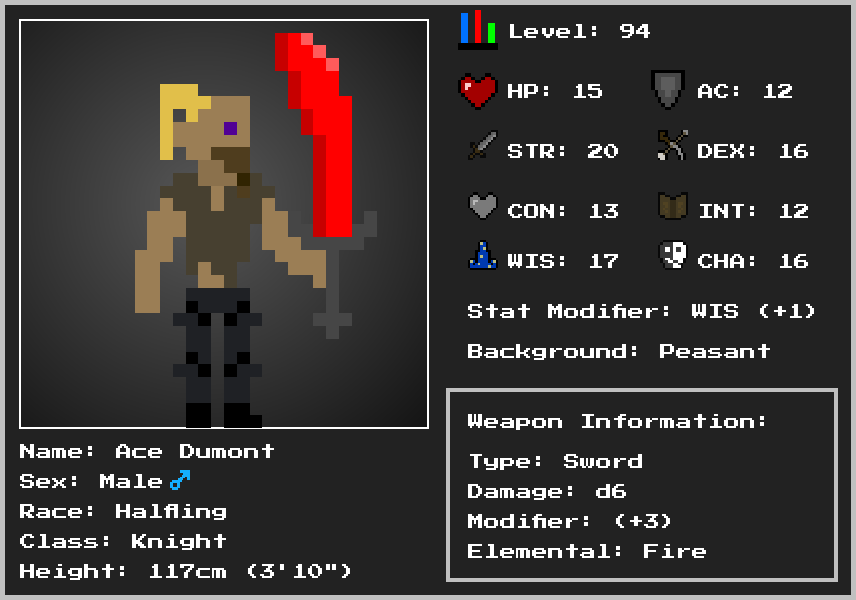 Level: 94
HP: 15 AC: 12
STR: 20 DEX: 16
CON: 13 INT: 12
WIS: 17 CHA: 16
Stat Modifier: WIS (+1)
Background: Peasant
Weapon Information:
Type: Sword
Damage: d6
Modifier: (+3)
Elemental: Fire
Name: Ace Dumont
Sex: Male♂
Race: Halfling
Class: Knight
Height: 117cm (3'10")